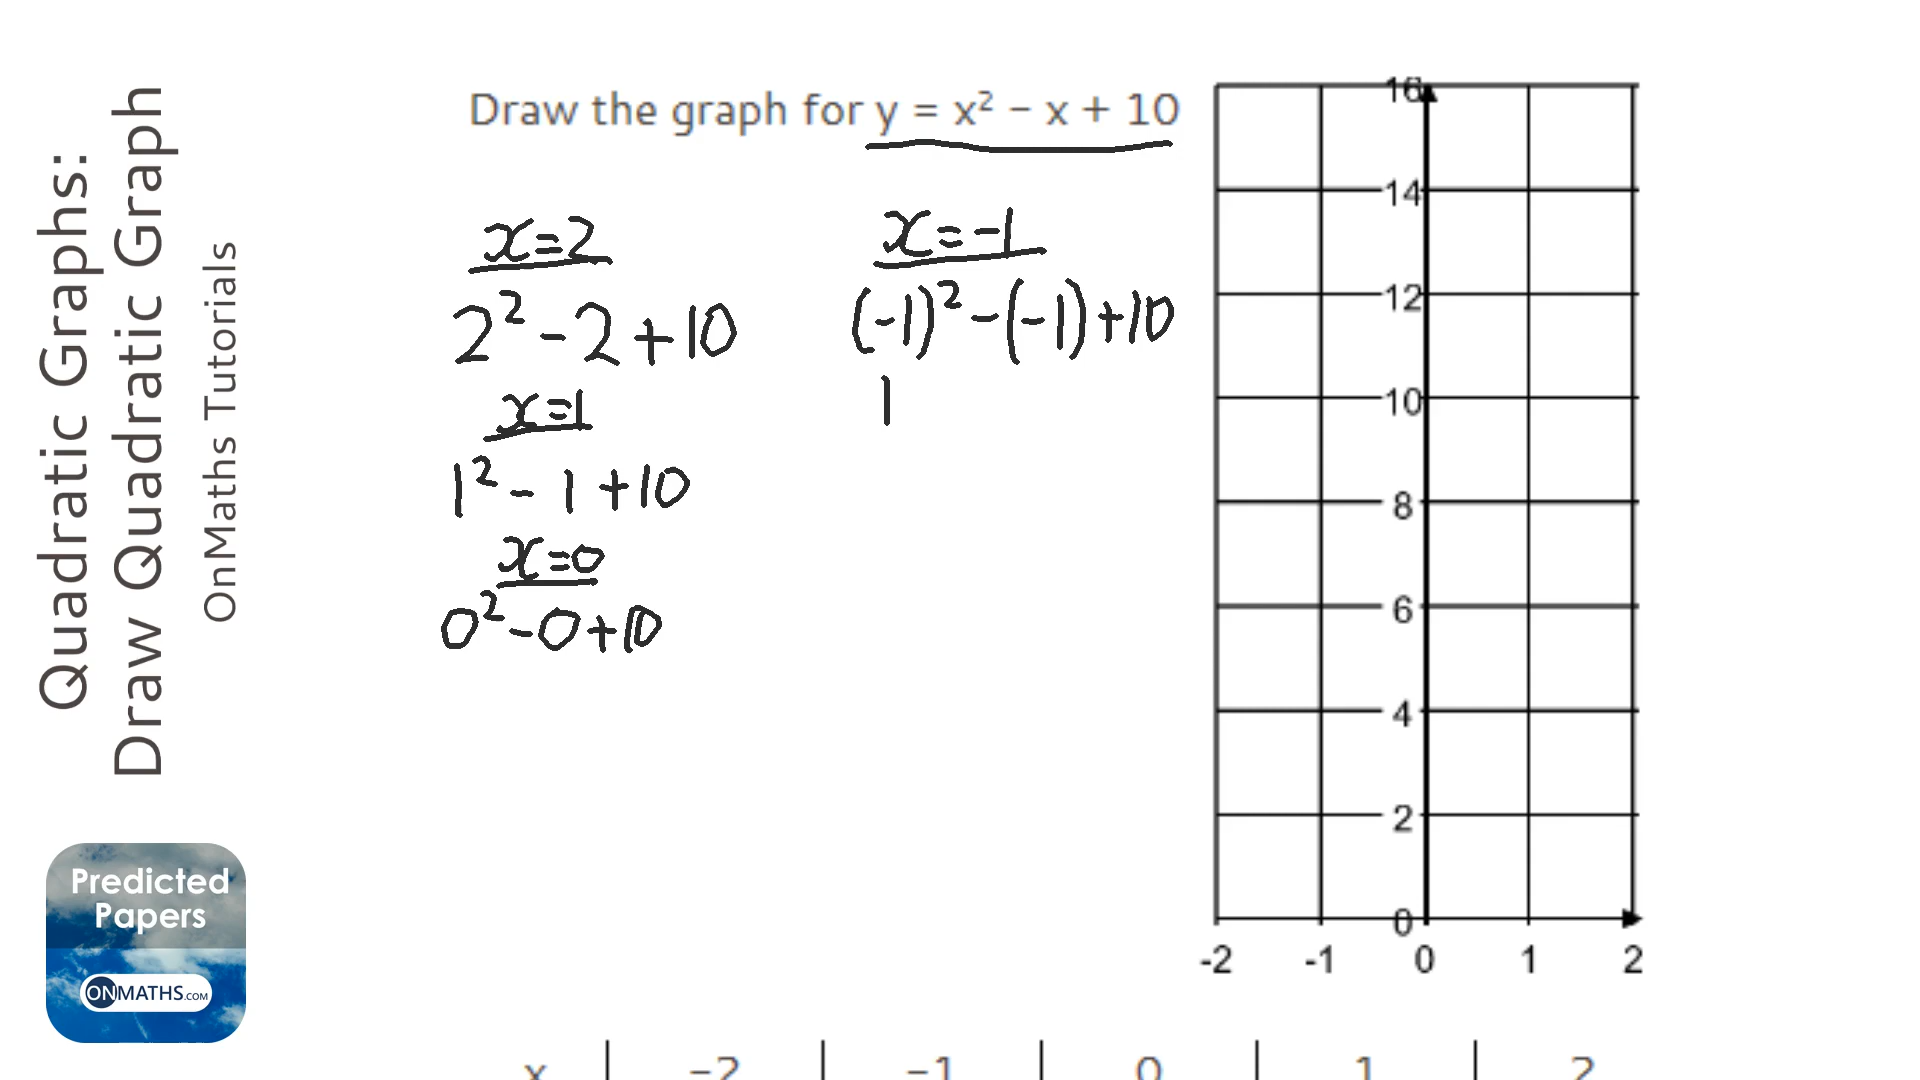 Quadratic Graphs:
Draw Quadratic Graph
OnMaths Tutorials
Predicted
Papers
ONMATHS.COM
Draw the graph for y = x² − x + 10
x=2
2² - 2 + 10
x=1
1² - 1 + 10
x=0
0² - 0 + 10
x=-1
(-1)² - (-1) + 10
1
16
14
12
10
8
6
4
2
0
-2 -1 0 1 2
x | −2 | −1 | 0 | 1 | 2